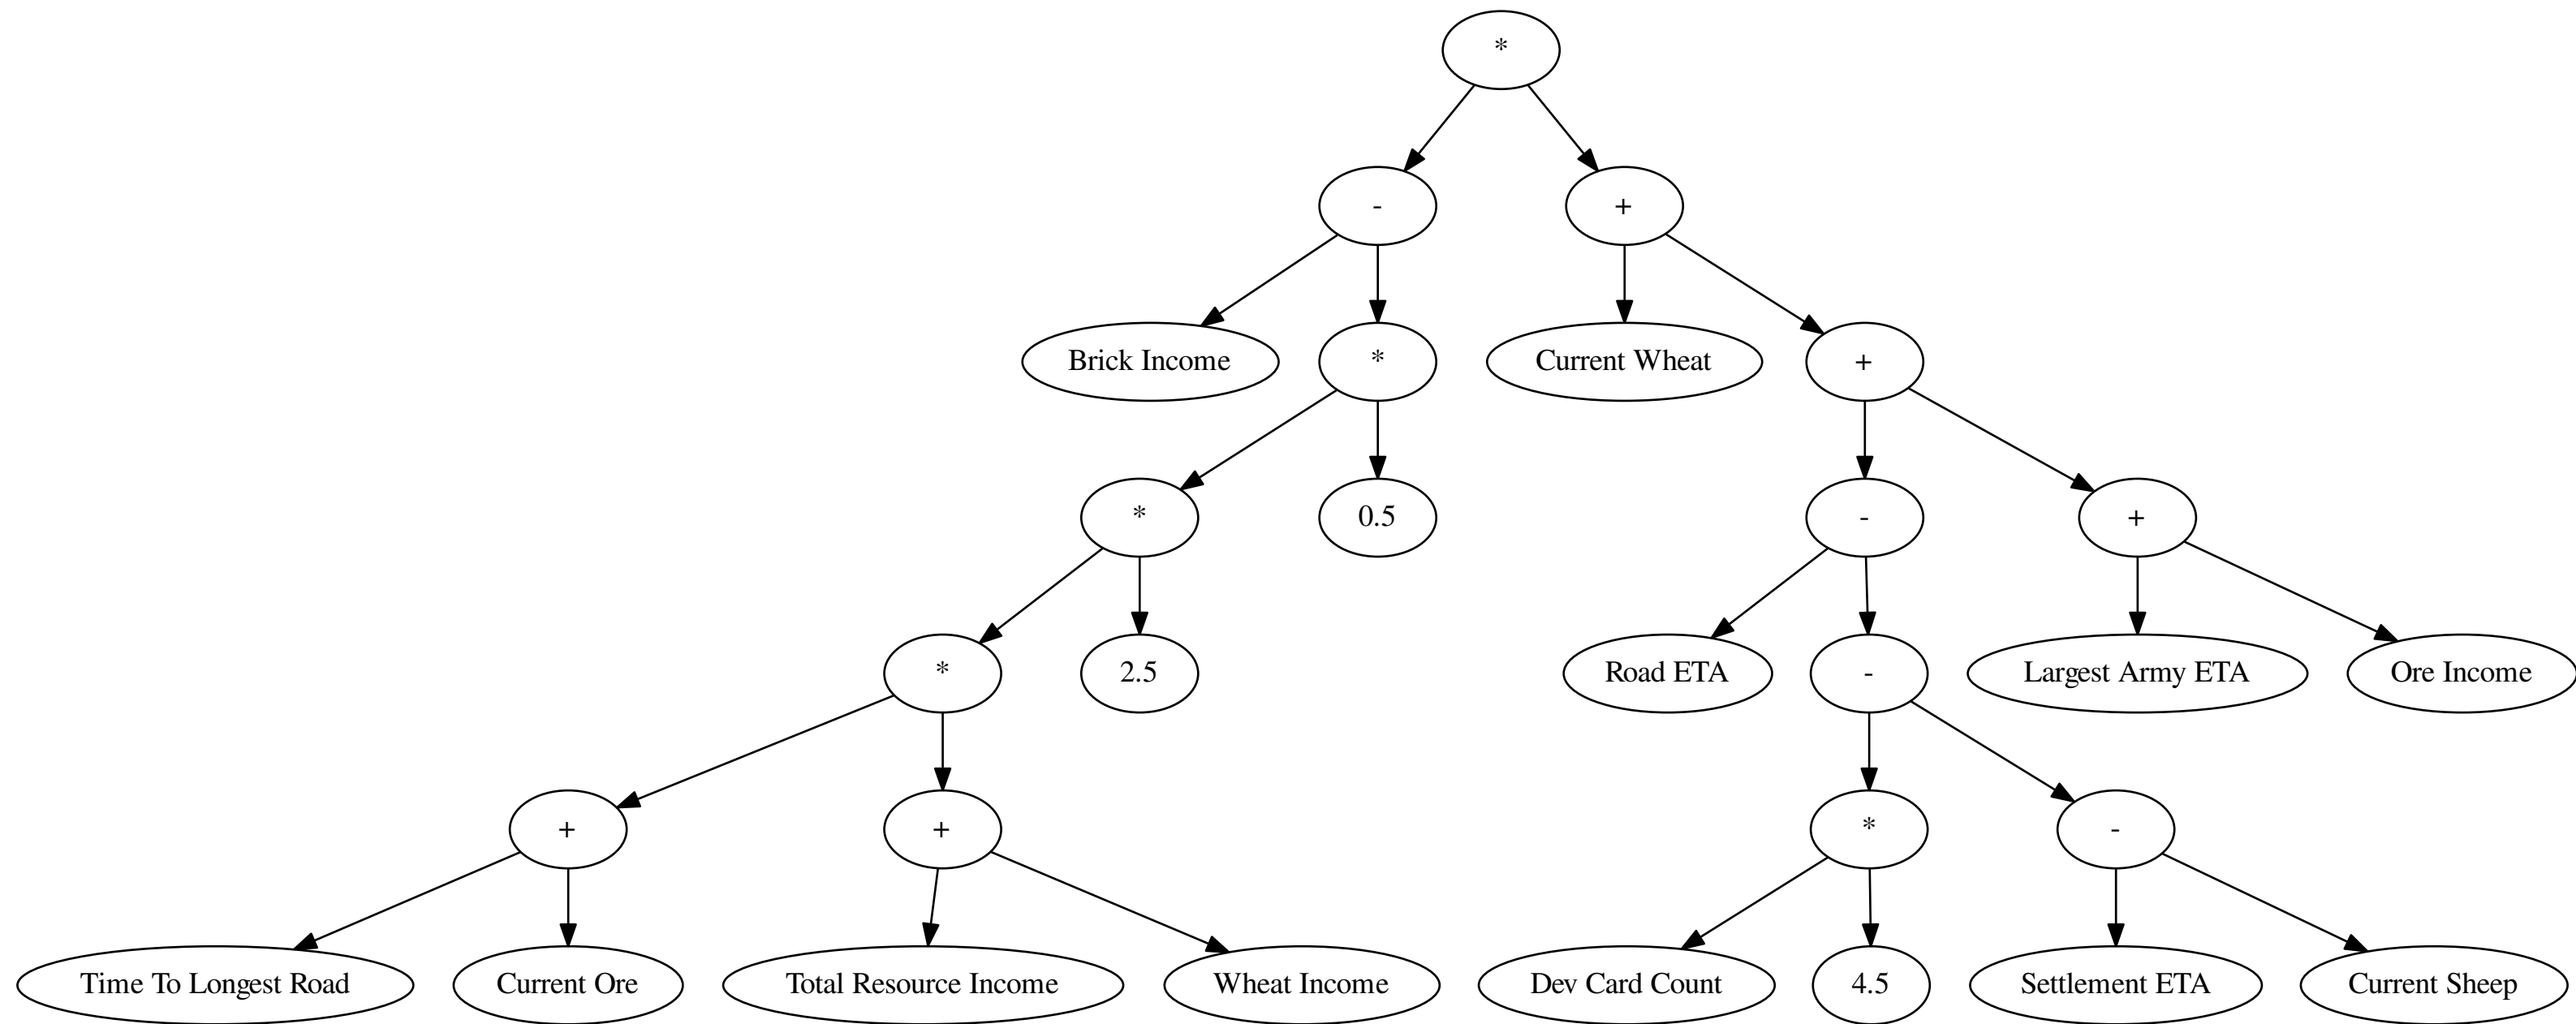 *
-
+
Brick Income
*
Current Wheat
+
*
0.5
-
+
*
2.5
Road ETA
-
Largest Army ETA
Ore Income
+
+
*
-
Time To Longest Road
Current Ore
Total Resource Income
Wheat Income
Dev Card Count
4.5
Settlement ETA
Current Sheep